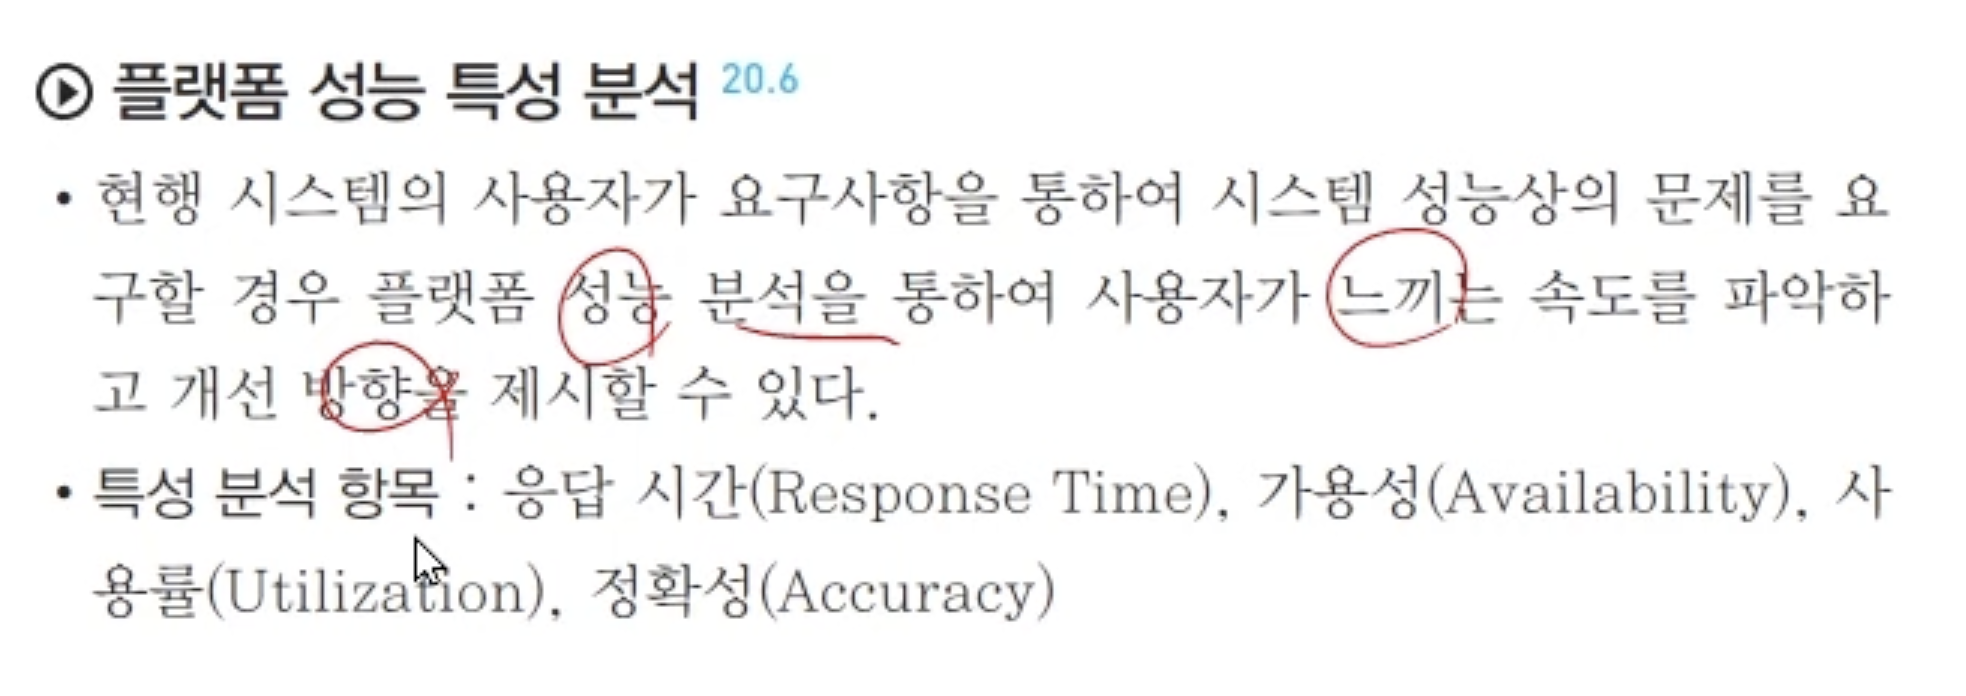 플랫폼 성능 특성 분석 20.6
• 현행 시스템의 사용자가 요구사항을 통하여 시스템 성능상의 문제를 요
구할 경우 플랫폼 성능 분석을 통하여 사용자가 느끼는 속도를 파악하
고 개선 방향을 제시할 수 있다.
• 특성 분석 항목 : 응답 시간(Response Time), 가용성(Availability), 사
용률(Utilization), 정확성(Accuracy)